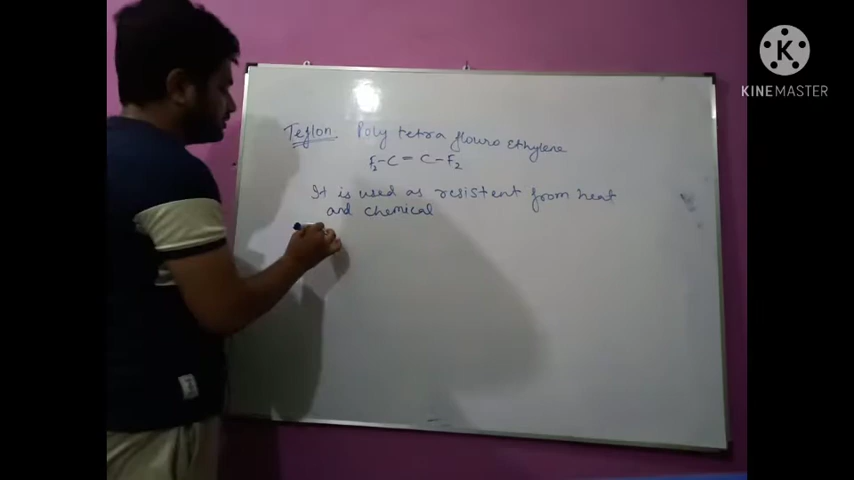 Teflon. Poly tetra flouro ethylene
F2-C = C-F2
It is used as resistent from heat
and chemical
K
KINEMASTER